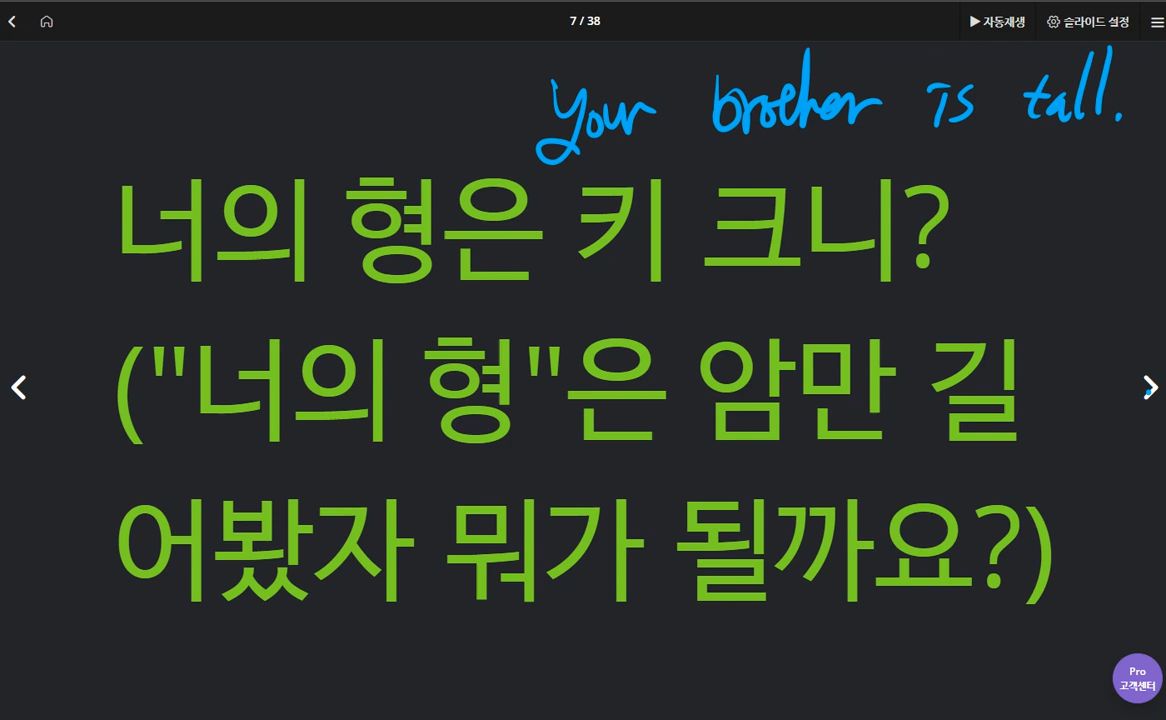 7 / 38
▶ 자동재생
슬라이드 설정
your brother is tall.
너의 형은 키 크니?
("너의 형"은 암만 길
어봤자 뭐가 될까요?)
Pro
고객센터